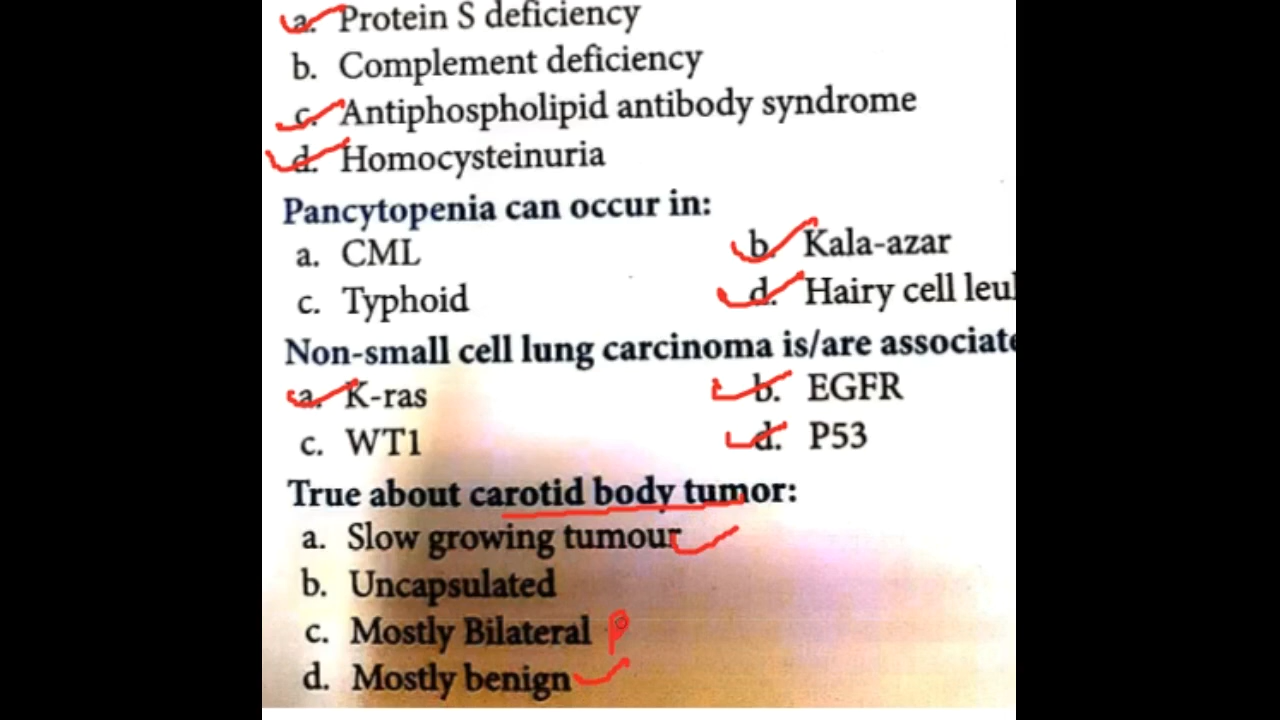 a. Protein S deficiency
b. Complement deficiency
c. Antiphospholipid antibody syndrome
d. Homocysteinuria
Pancytopenia can occur in:
a. CML b. Kala-azar
c. Typhoid d. Hairy cell
Non-small cell lung carcinoma is/are
a. K-ras b. EGFR
c. WT1 d. P53
True about carotid body tumor:
a. Slow growing tumour
b. Uncapsulated
c. Mostly Bilateral
d. Mostly benign